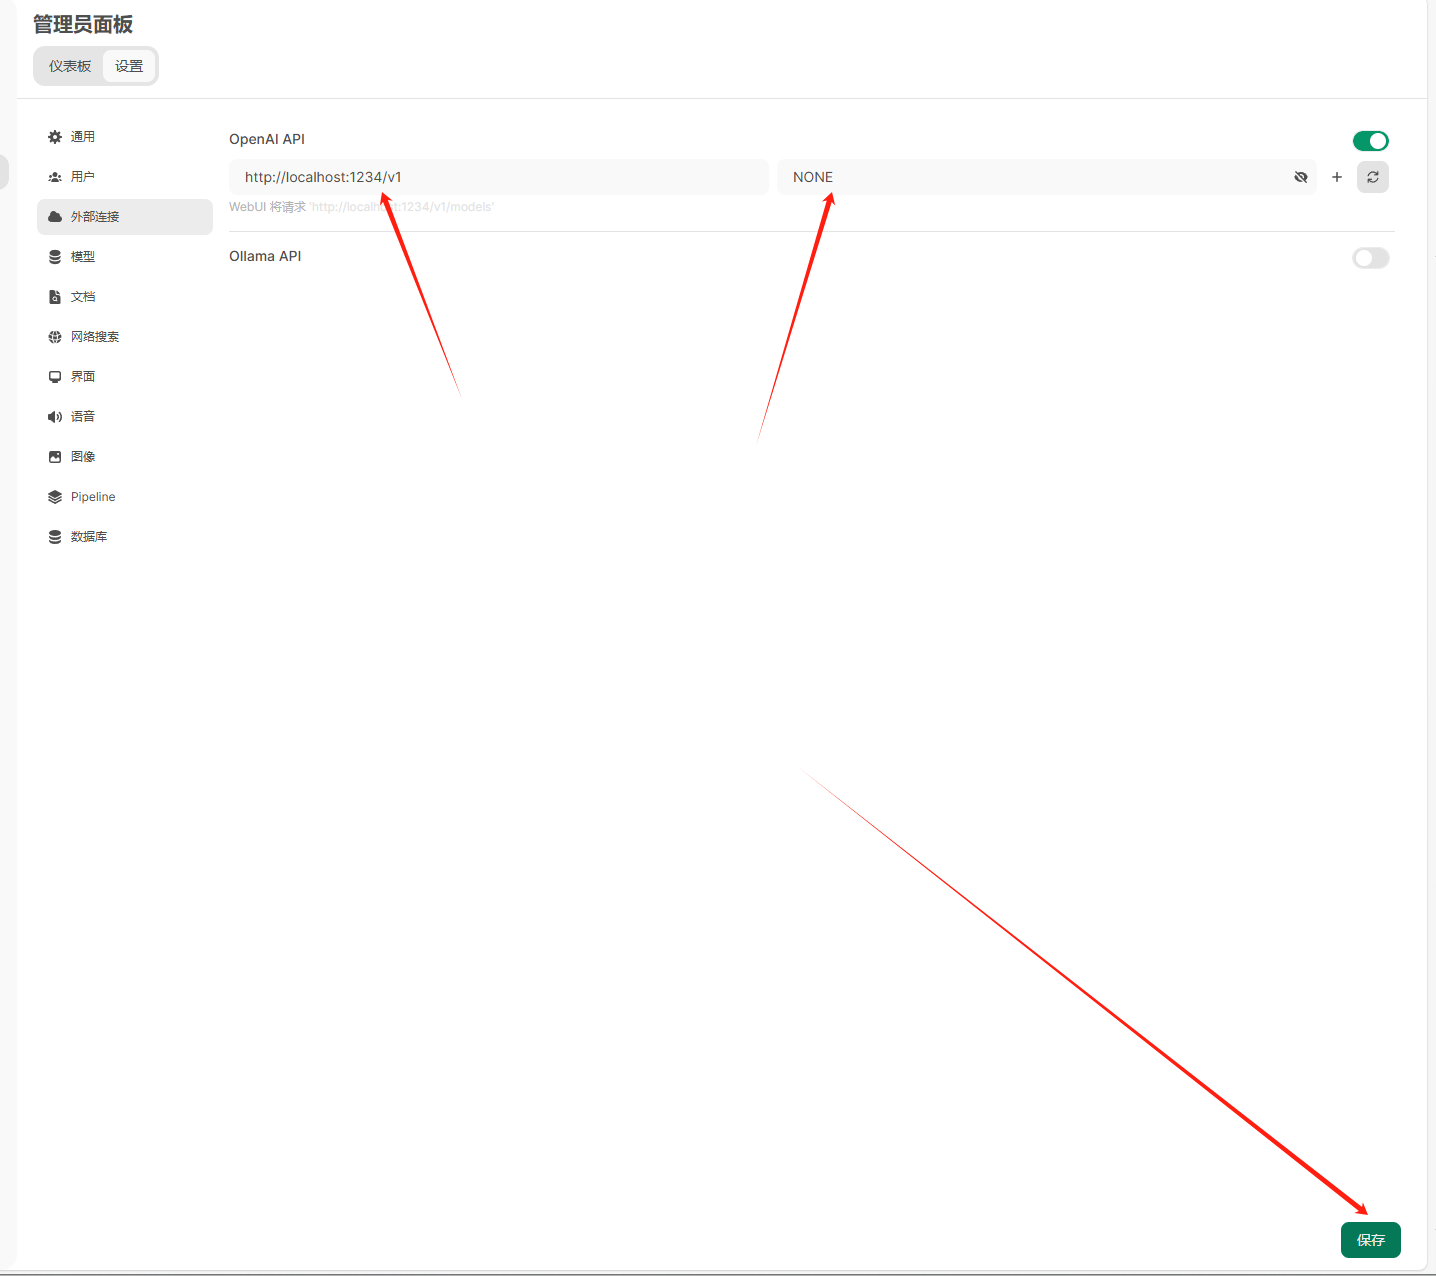 管理员面板
仪表板 设置
通用
用户
外部连接
模型
文档
网络搜索
界面
语音
图像
Pipeline
数据库
OpenAI API
http://localhost:1234/v1 NONE
WebUI 将请求 'http://localhost:1234/v1/models'
Ollama API
保存